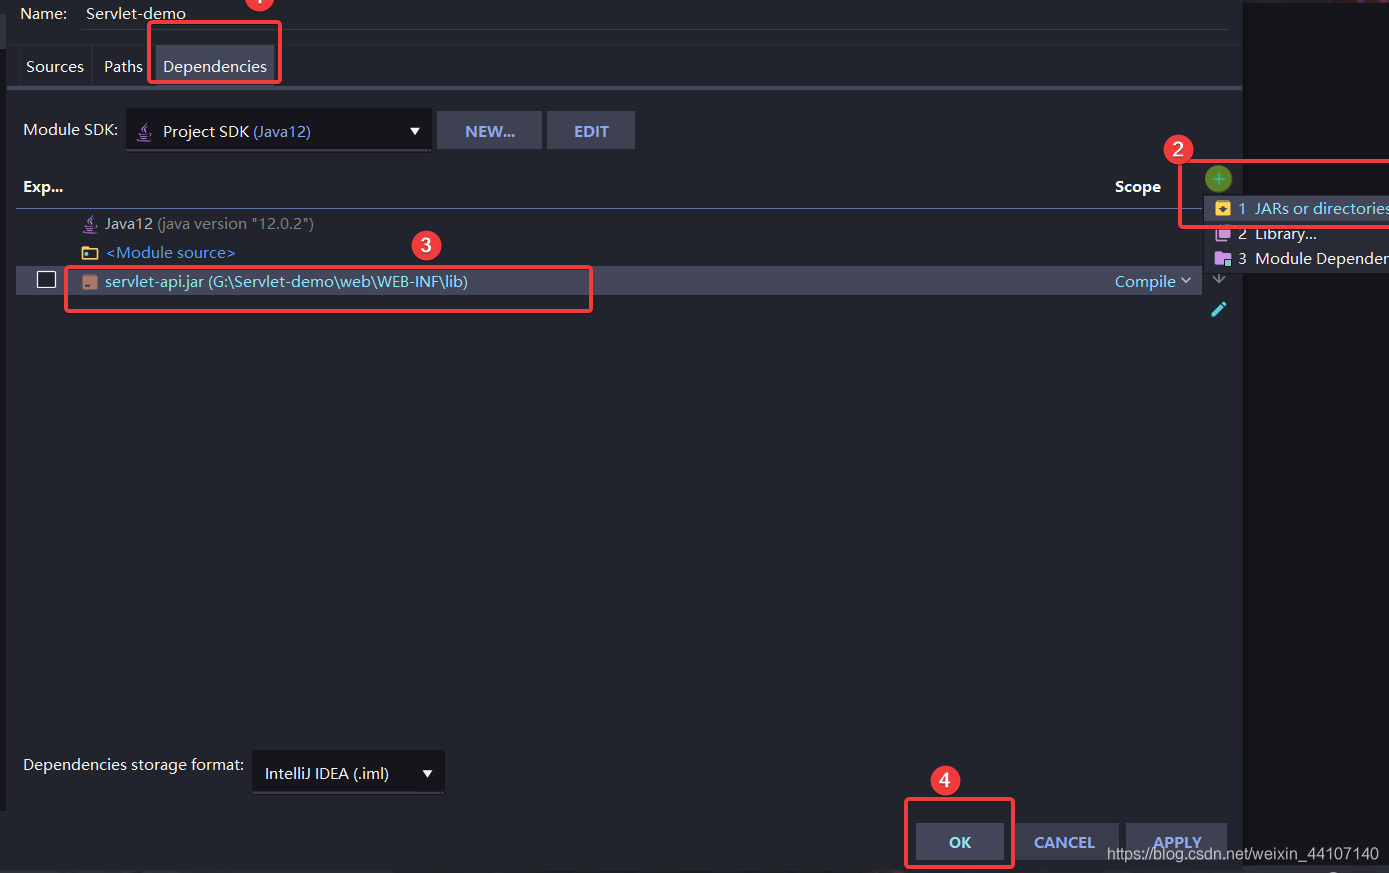 Name: Servlet-demo
1
Sources Paths Dependencies
Module SDK: Project SDK (Java12) NEW... EDIT
2
Exp... Scope
1 JARs or directories
Java12 (java version "12.0.2")
2 Library...
3
<Module source>
3 Module Dependen
servlet-api.jar (G:\Servlet-demo\web\WEB-INF\lib) Compile
Dependencies storage format: IntelliJ IDEA (.iml)
4
OK CANCEL APPLY
https://blog.csdn.net/weixin_44107140